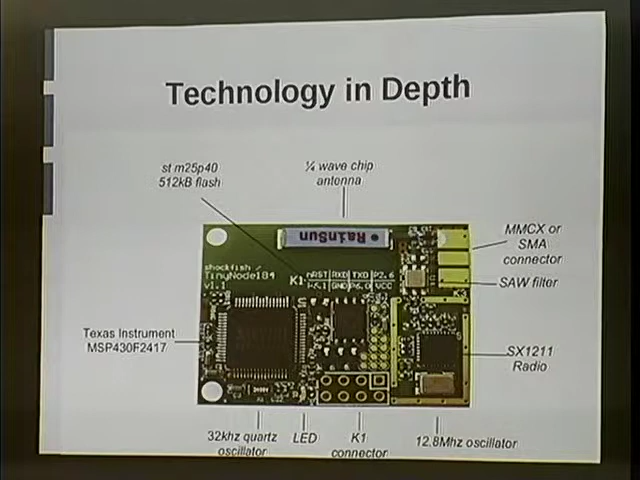 Technology in Depth
st m25p40
512kB flash
¼ wave chip
antenna
MMCX or
SMA
connector
RainSun
shockfish /
TinyNode184
v1.1
K1
nRST RXD TXD P2.6
GND P6.0 VCC
SAW filter
Texas Instrument
MSP430F2417
SX1211
Radio
32khz quartz
oscillator
LED
K1
connector
12.8Mhz oscillator